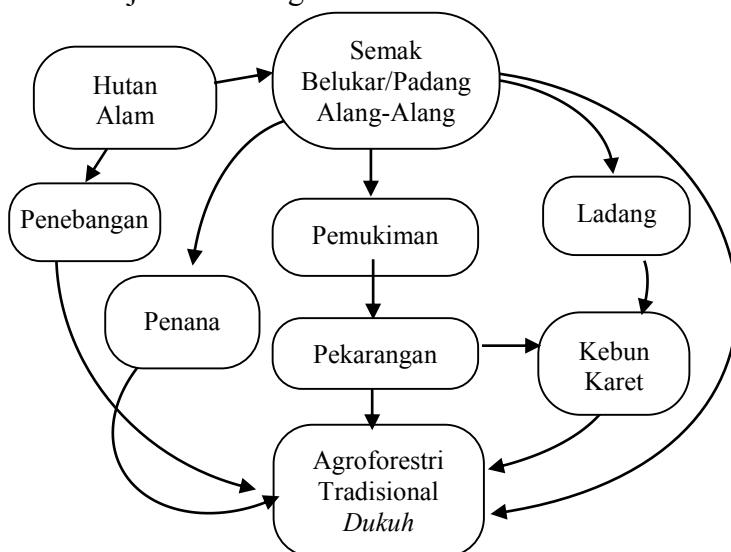 Hutan
Alam
Semak
Belukar/Padang
Alang-Alang
Penebangan
Pemukiman
Ladang
Penana
Pekarangan
Kebun
Karet
Agroforestri
Tradisional
Dukuh